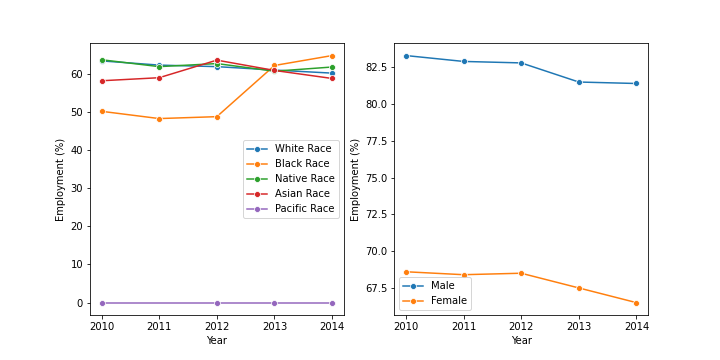 60
50
40
30
20
10
0
Employment (%)
2010 2011 2012 2013 2014
Year
White Race
Black Race
Native Race
Asian Race
Pacific Race
82.5
80.0
77.5
75.0
72.5
70.0
67.5
Employment (%)
2010 2011 2012 2013 2014
Year
Male
Female